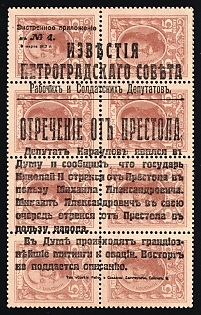 Экстренное приложение
къ № 4.
ИЗВѢСТІЯ
ПЕТРОГРАДСКАГО СОВѢТА
Рабочихъ и Солдатскихъ Депутатовъ,
ОТРЕЧЕНІЕ ОТЪ ПРЕСТОЛА.
Депутатъ Карауловъ явился въ
Думу и сообщилъ, что государь
Николай II отрекся отъ Престола въ
пользу Михаила Александровича.
Михаилъ Александровичъ въ свою
очередь отрекся отъ Престола въ
пользу народа.
Въ Думѣ происходятъ грандіоз-
нѣйшіе митинги и оваціи. Восторгъ
не поддается описанію.